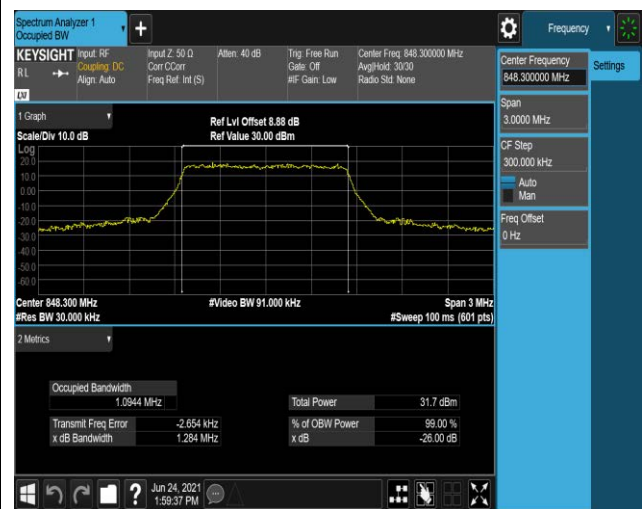 Spectrum Analyzer 1
Occupied BW
+
Frequency
KEYSIGHT
RL
LXI
Input: RF
Coupling: DC
Align: Auto
Input Z: 50 Ω
Corr CCorr
Freq Ref: Int (S)
Atten: 40 dB
Trig: Free Run
Gate: Off
#IF Gain: Low
Center Freq: 848.300000 MHz
Avg|Hold: 30/30
Radio Std: None
Center Frequency
848.300000 MHz
Settings
Span
3.0000 MHz
CF Step
300.000 kHz
Auto
Man
Freq Offset
0 Hz
1 Graph
Scale/Div 10.0 dB
Ref Lvl Offset 8.88 dB
Ref Value 30.00 dBm
Log
20.0
10.0
0.00
-10.0
-20.0
-30.0
-40.0
-50.0
-60.0
Center 848.300 MHz
#Res BW 30.000 kHz
#Video BW 91.000 kHz
Span 3 MHz
#Sweep 100 ms (601 pts)
2 Metrics
Occupied Bandwidth
1.0944 MHz
Transmit Freq Error -2.654 kHz
x dB Bandwidth 1.284 MHz
Total Power 31.7 dBm
% of OBW Power 99.00 %
x dB -26.00 dB
?
Jun 24, 2021
1:59:37 PM